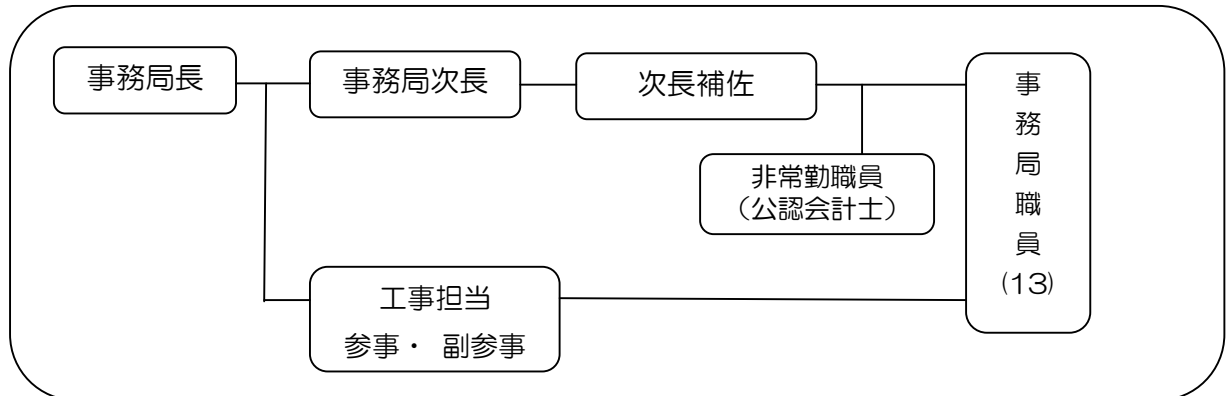 事務局長
事務局次長
次長補佐
事務局職員
(13)
非常勤職員
（公認会計士）
工事担当
参事・ 副参事